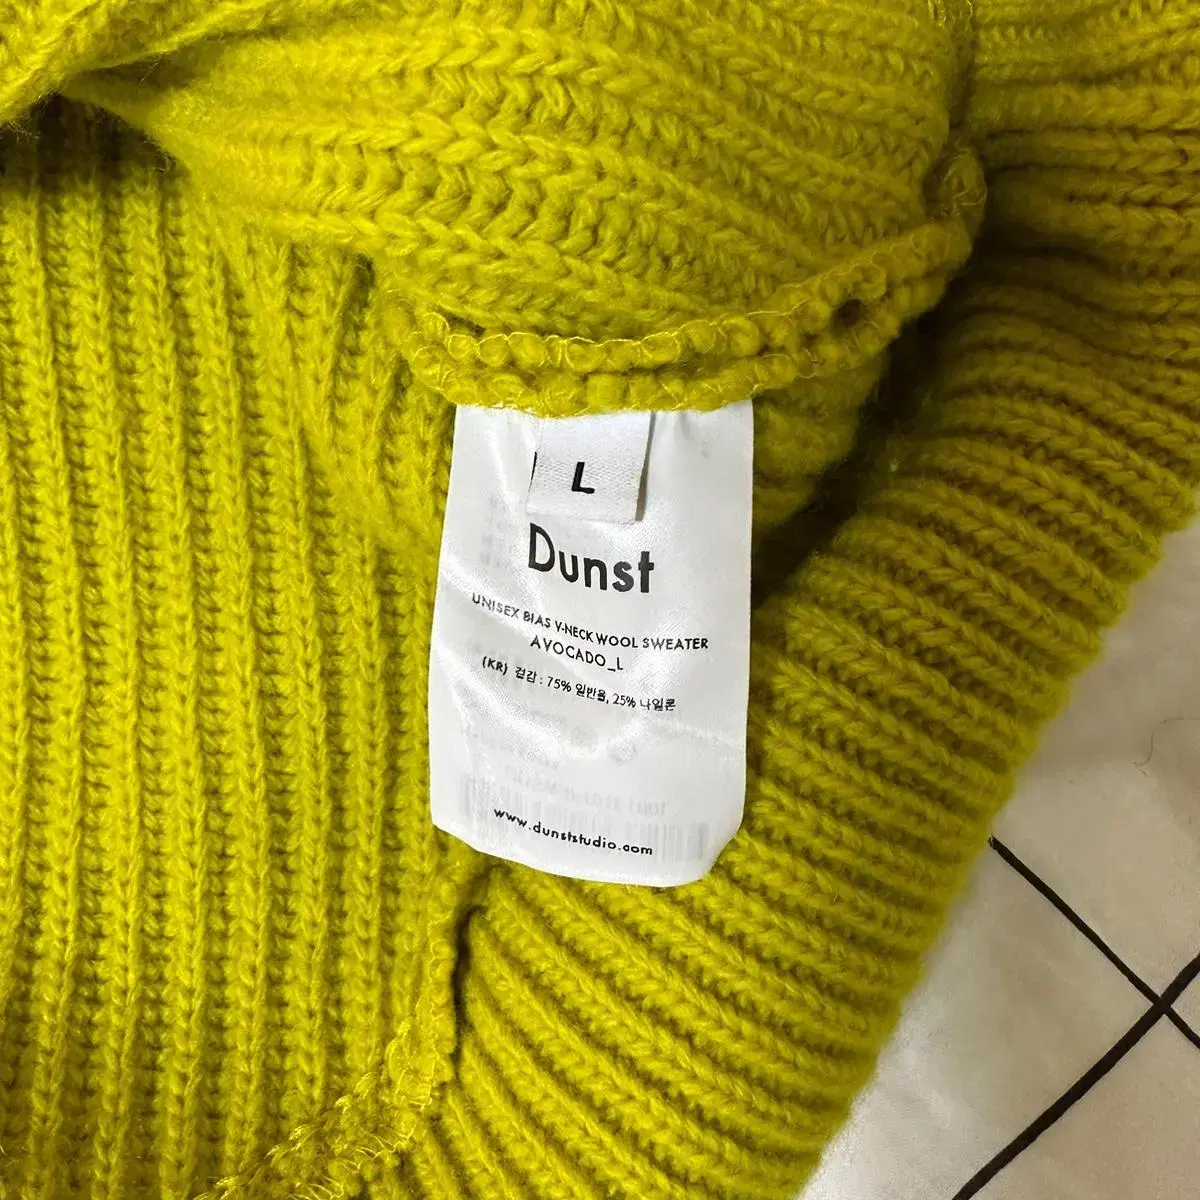 L
Dunst
UNISEX BIAS V-NECK WOOL SWEATER
AVOCADO_L
(KR) 겉감 : 75% 일반울, 25% 나일론
www.dunststudio.com